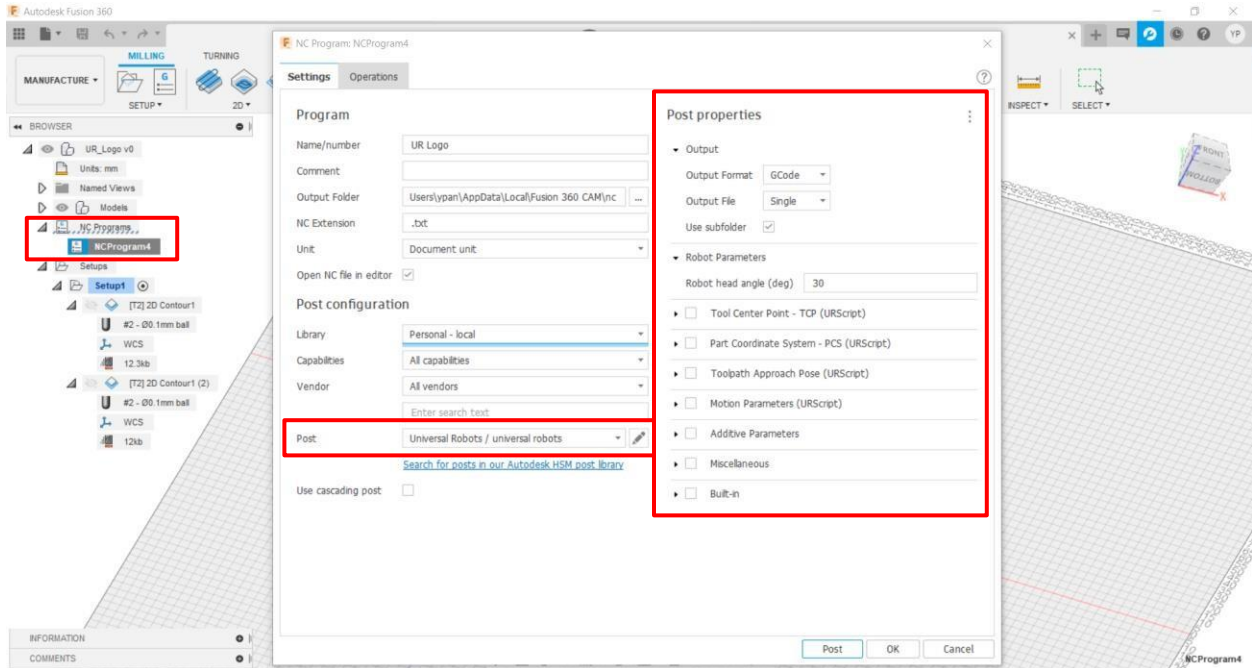 Autodesk Fusion 360
YP
MANUFACTURE
MILLING
TURNING
G
SETUP
2D
INSPECT
SELECT
BROWSER
UR_Logo v0
Units: mm
Named Views
Models
NC Programs
NCProgram4
Setups
Setup1
[T2] 2D Contour1
#2 - Ø0.1mm ball
WCS
12.3kb
[T2] 2D Contour1 (2)
#2 - Ø0.1mm ball
WCS
12kb
INFORMATION
COMMENTS
NC Program: NCProgram4
Settings
Operations
Program
Name/number
UR Logo
Comment
Output Folder
Users\ypan\AppData\Local\Fusion 360 CAM\nc
...
NC Extension
.txt
Unit
Document unit
Open NC file in editor
Post configuration
Library
Personal - local
Capabilities
All capabilities
Vendor
All vendors
Enter search text
Post
Universal Robots / universal robots
Search for posts in our Autodesk HSM post library
Use cascading post
Post properties
Output
Output Format
GCode
Output File
Single
Use subfolder
Robot Parameters
Robot head angle (deg)
30
Tool Center Point - TCP (URScript)
Part Coordinate System - PCS (URScript)
Toolpath Approach Pose (URScript)
Motion Parameters (URScript)
Additive Parameters
Miscellaneous
Built-in
Post
OK
Cancel
FRONT
BOTTOM
Z
Y
X
NCProgram4